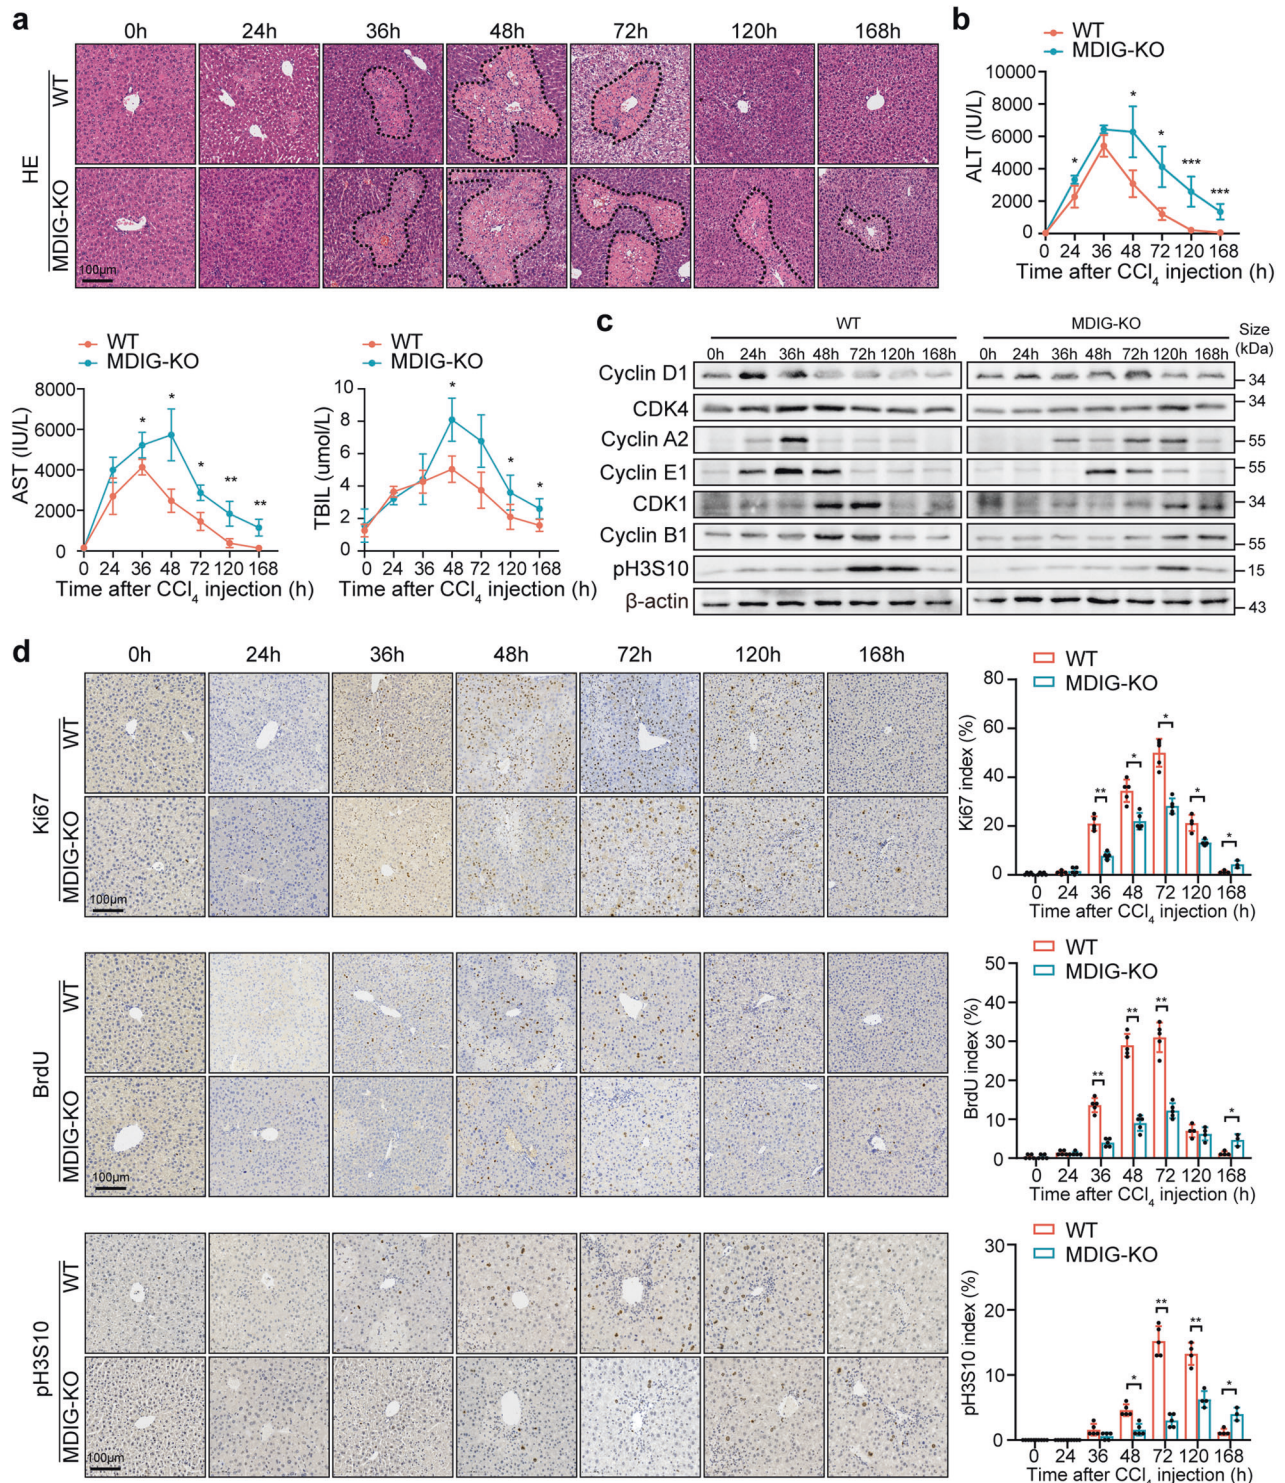 a
0h 24h 36h 48h 72h 120h 168h
HE
WT
MDIG-KO
100μm
b
WT
MDIG-KO
ALT (IU/L)
10000
8000
6000
4000
2000
0
* * * *** ***
0 24 36 48 72 120 168
Time after CCl4 injection (h)
WT
MDIG-KO
AST (IU/L)
8000
6000
4000
2000
0
* * * ** **
0 24 36 48 72 120 168
Time after CCl4 injection (h)
WT
MDIG-KO
TBIL (umol/L)
10
8
6
4
2
0
* * *
0 24 36 48 72 120 168
Time after CCl4 injection (h)
c
WT MDIG-KO Size
(kDa)
0h 24h 36h 48h 72h 120h 168h 0h 24h 36h 48h 72h 120h 168h
Cyclin D1 34
CDK4 34
Cyclin A2 55
Cyclin E1 55
CDK1 34
Cyclin B1 55
pH3S10 15
β-actin 43
d
0h 24h 36h 48h 72h 120h 168h
Ki67
WT
MDIG-KO
100μm
WT
MDIG-KO
Ki67 index (%)
80
60
40
20
0
** * * * *
0 24 36 48 72 120 168
Time after CCl4 injection (h)
BrdU
WT
MDIG-KO
100μm
WT
MDIG-KO
BrdU index (%)
50
40
30
20
10
0
** ** ** *
0 24 36 48 72 120 168
Time after CCl4 injection (h)
pH3S10
WT
MDIG-KO
100μm
WT
MDIG-KO
pH3S10 index (%)
30
20
10
0
* ** ** *
0 24 36 48 72 120 168
Time after CCl4 injection (h)